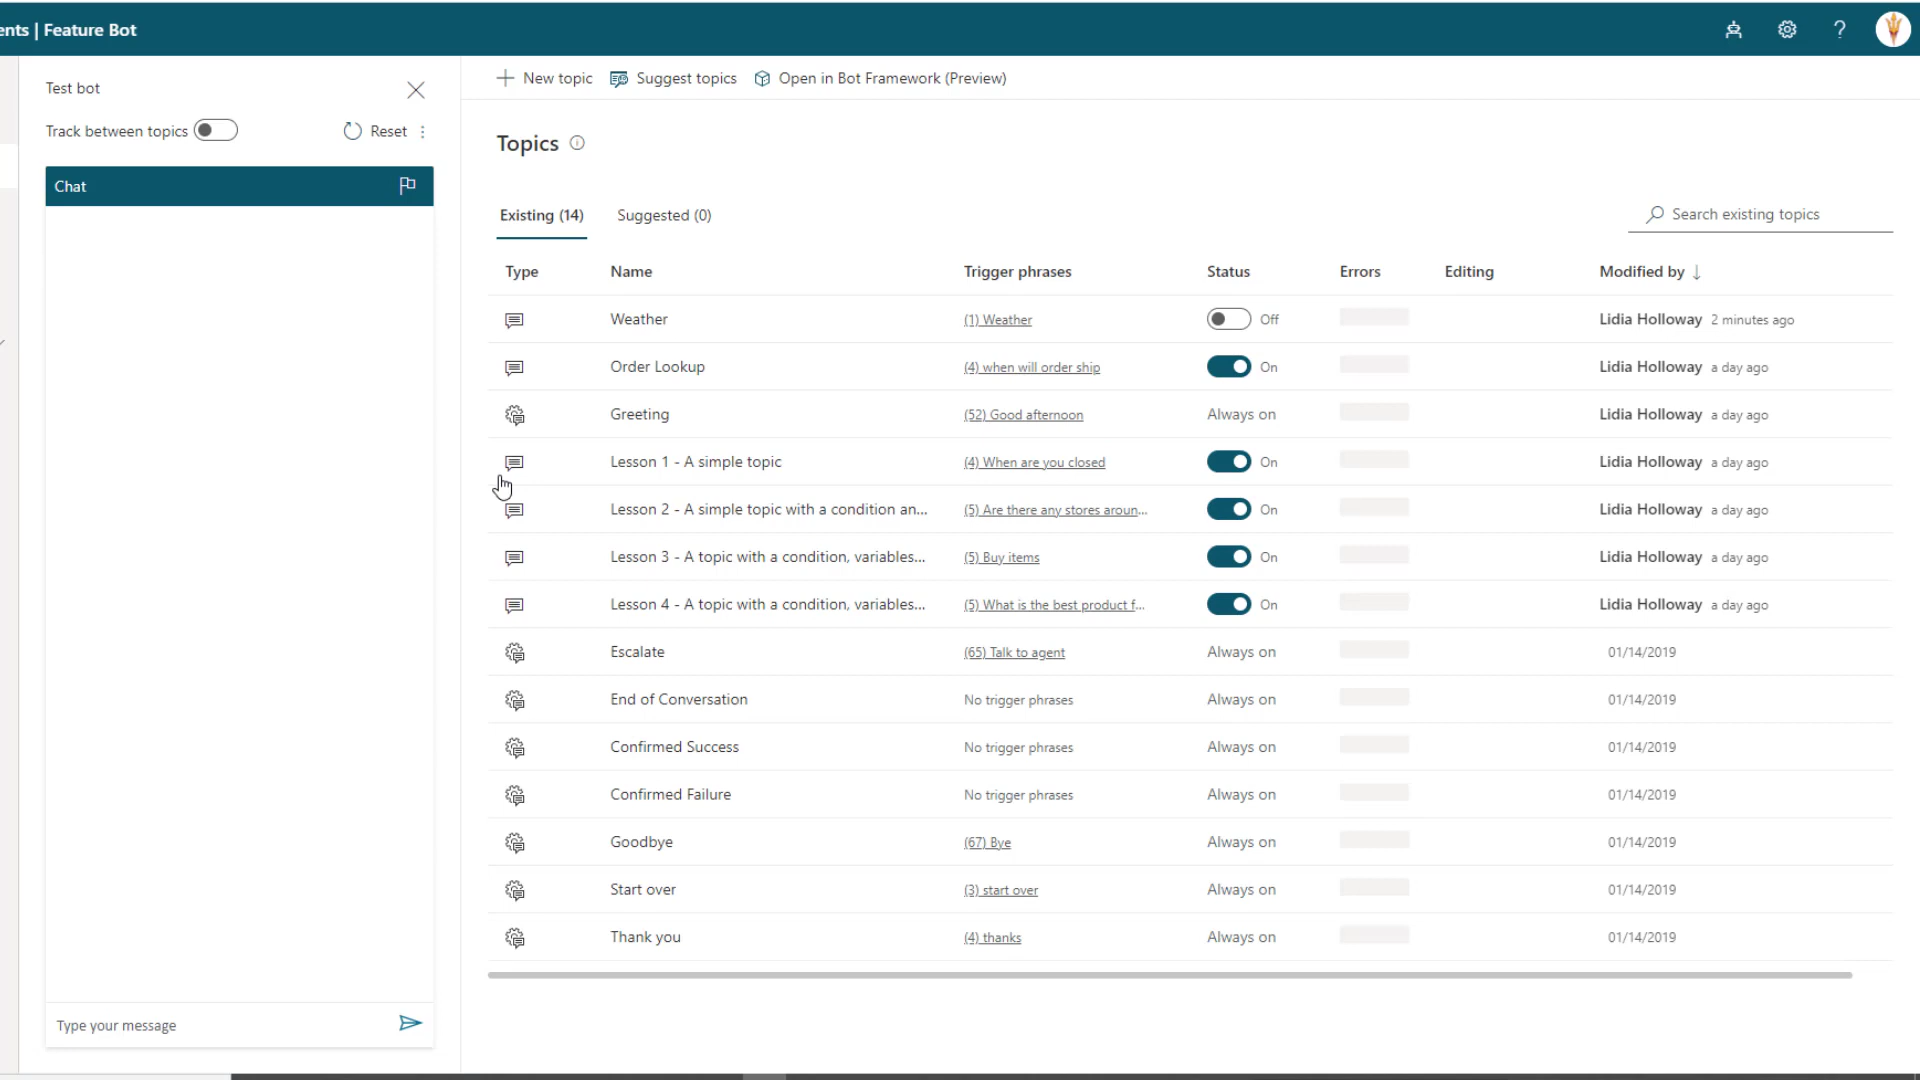 ents | Feature Bot
Test bot
Track between topics
Reset
Chat
Type your message
New topic
Suggest topics
Open in Bot Framework (Preview)
Topics
Existing (14)
Suggested (0)
Search existing topics
Type Name Trigger phrases Status Errors Editing Modified by
Weather (1) Weather Off Lidia Holloway 2 minutes ago
Order Lookup (4) when will order ship On Lidia Holloway a day ago
Greeting (52) Good afternoon Always on Lidia Holloway a day ago
Lesson 1 - A simple topic (4) When are you closed On Lidia Holloway a day ago
Lesson 2 - A simple topic with a condition an... (5) Are there any stores aroun... On Lidia Holloway a day ago
Lesson 3 - A topic with a condition, variables... (5) Buy items On Lidia Holloway a day ago
Lesson 4 - A topic with a condition, variables... (5) What is the best product f... On Lidia Holloway a day ago
Escalate (65) Talk to agent Always on 01/14/2019
End of Conversation No trigger phrases Always on 01/14/2019
Confirmed Success No trigger phrases Always on 01/14/2019
Confirmed Failure No trigger phrases Always on 01/14/2019
Goodbye (67) Bye Always on 01/14/2019
Start over (3) start over Always on 01/14/2019
Thank you (4) thanks Always on 01/14/2019